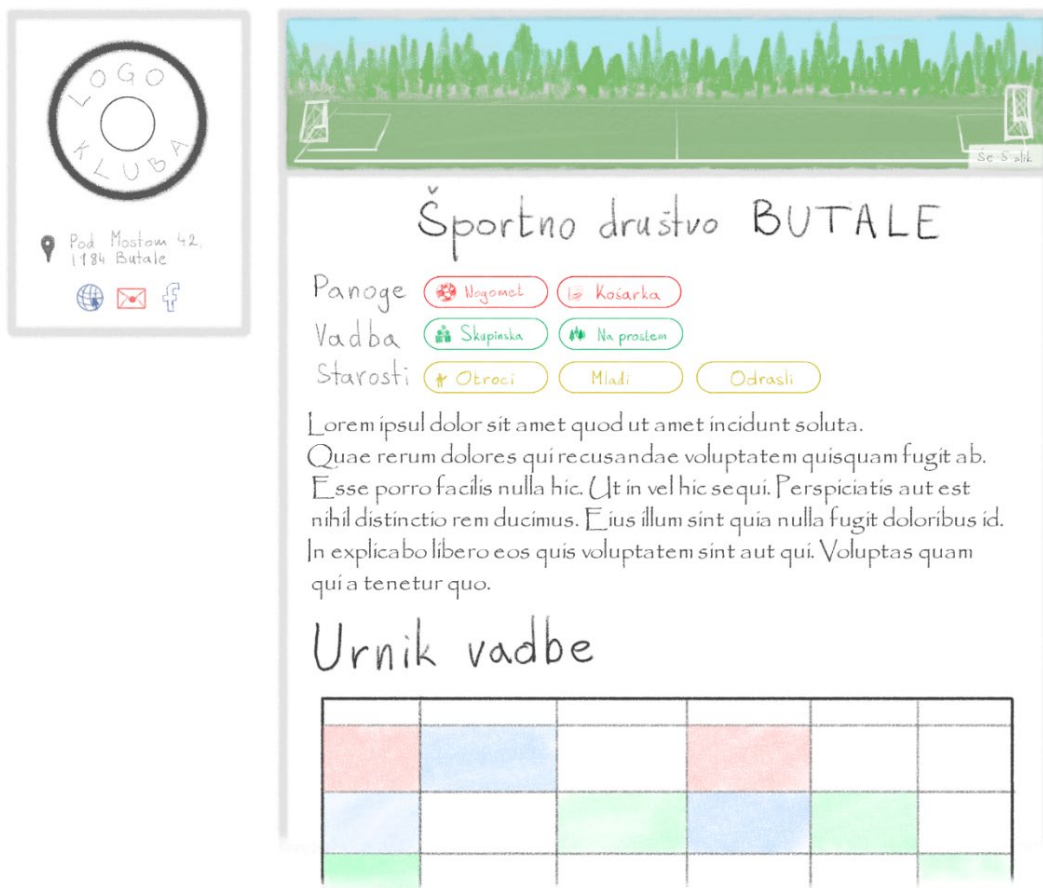 LOGO
KLUBA
Pod Mostom 42,
1984 Butale
Še 5 slik
Športno društvo BUTALE
Panoge Nogomet Košarka
Vadba Skupinska Na prostem
Starosti Otroci Mladi Odrasli
Lorem ipsul dolor sit amet quod ut amet incidunt soluta.
Quae rerum dolores qui recusandae voluptatem quisquam fugit ab.
Esse porro facilis nulla hic. Ut in vel hic sequi. Perspiciatis aut est
nihil distinctio rem ducimus. Eius illum sint quia nulla fugit doloribus id.
In explicabo libero eos quis voluptatem sint aut qui. Voluptas quam
quia tenetur quo.
Urnik vadbe